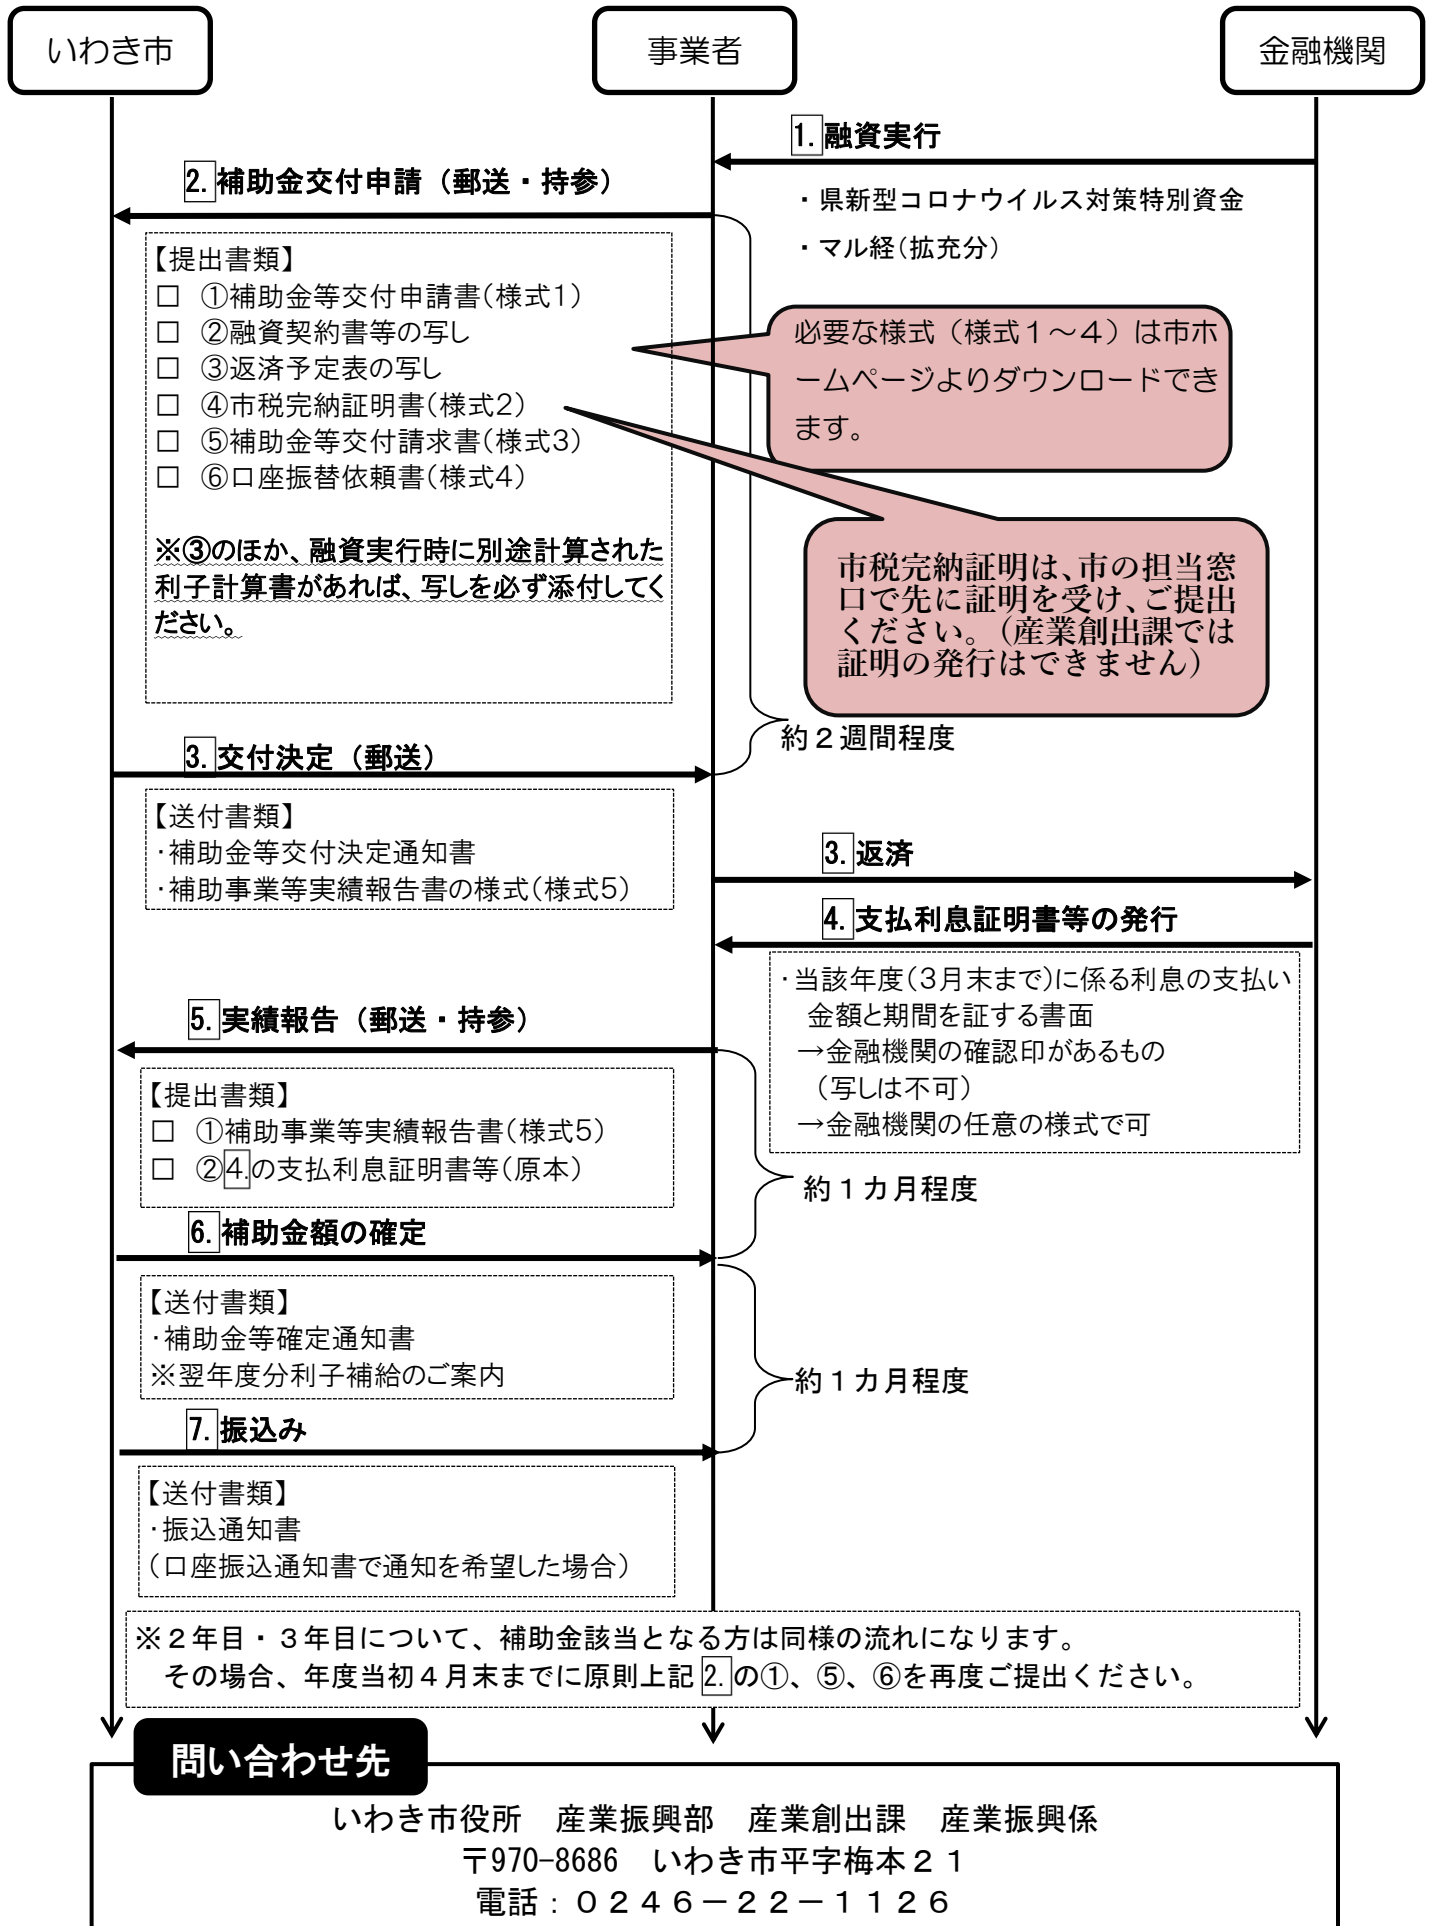 いわき市
事業者
金融機関
1.融資実行
2.補助金交付申請（郵送・持参）
・県新型コロナウイルス対策特別資金
・マル経（拡充分）
【提出書類】
□ ①補助金等交付申請書（様式1）
□ ②融資契約書等の写し
□ ③返済予定表の写し
□ ④市税完納証明書（様式2）
□ ⑤補助金等交付請求書（様式3）
□ ⑥口座振替依頼書（様式4）
※③のほか、融資実行時に別途計算された
利子計算書があれば、写しを必ず添付してく
ださい。
必要な様式（様式１～４）は市ホ
ームページよりダウンロードでき
ます。
市税完納証明は、市の担当窓
口で先に証明を受け、ご提出
ください。（産業創出課では
証明の発行はできません）
約２週間程度
3.交付決定（郵送）
【送付書類】
・補助金等交付決定通知書
・補助事業等実績報告書の様式（様式5）
3.返済
4.支払利息証明書等の発行
・当該年度（3月末まで）に係る利息の支払い
金額と期間を証する書面
→金融機関の確認印があるもの
（写しは不可）
→金融機関の任意の様式で可
5.実績報告（郵送・持参）
【提出書類】
□ ①補助事業等実績報告書（様式5）
□ ②4.の支払利息証明書等（原本）
約１カ月程度
6.補助金額の確定
【送付書類】
・補助金等確定通知書
※翌年度分利子補給のご案内
約１カ月程度
7.振込み
【送付書類】
・振込通知書
（口座振込通知書で通知を希望した場合）
※２年目・３年目について、補助金該当となる方は同様の流れになります。
その場合、年度当初４月末までに原則上記2.の①、⑤、⑥を再度ご提出ください。
問い合わせ先
いわき市役所　産業振興部　産業創出課　産業振興係
〒970-8686　いわき市平字梅本２１
電話：０２４６－２２－１１２６